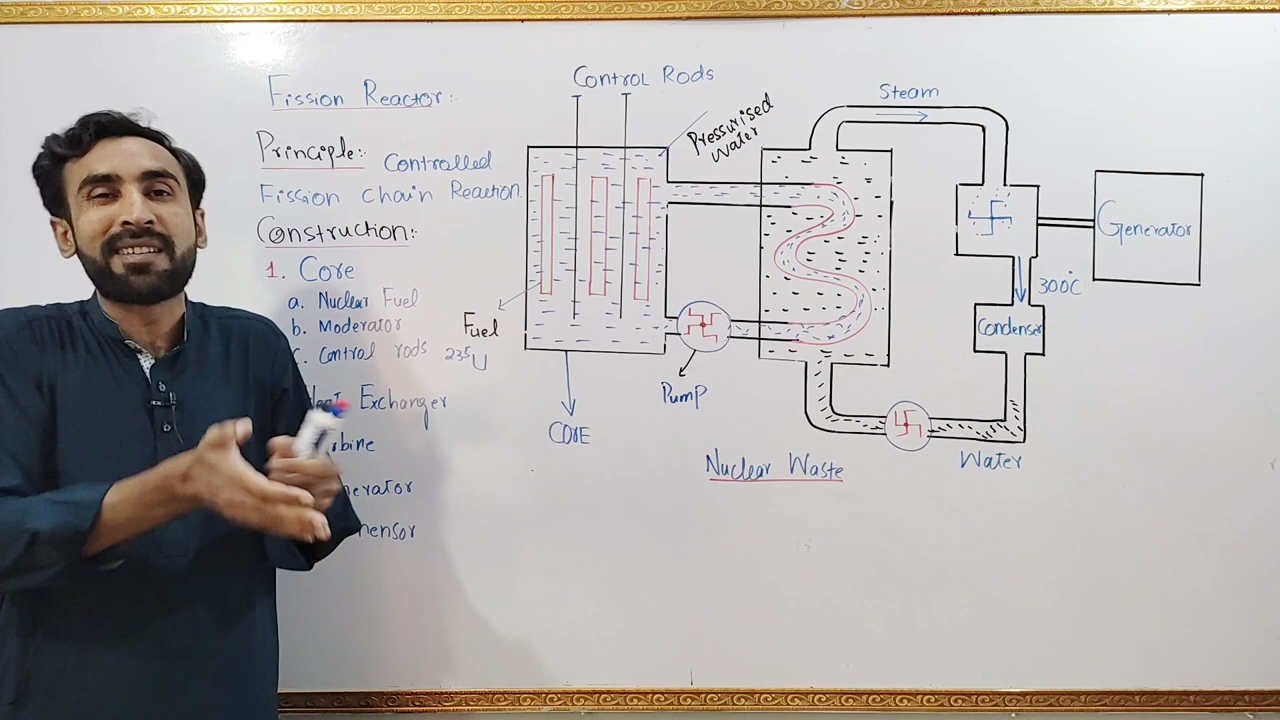 Fission Reactor:
Principle: Controlled
Fission Chain Reaction
Construction:
1. Core
a. Nuclear Fuel
b. Moderator
c. Control rods 235U
Exchanger
Control Rods
Pressurised
Water
Steam
Generator
300°C
Condenser
Fuel
Pump
CORE
Water
Nuclear Waste